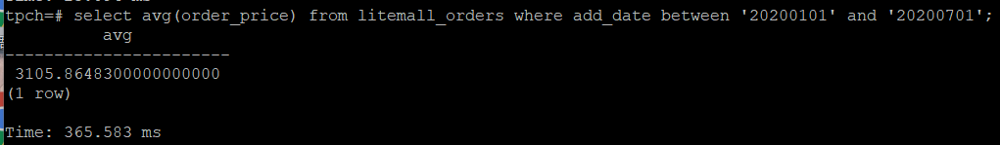 tpch=# select avg(order_price) from litemall_orders where add_date between '20200101' and '20200701';
avg
-----------------------
3105.8648300000000000
(1 row)
Time: 365.583 ms